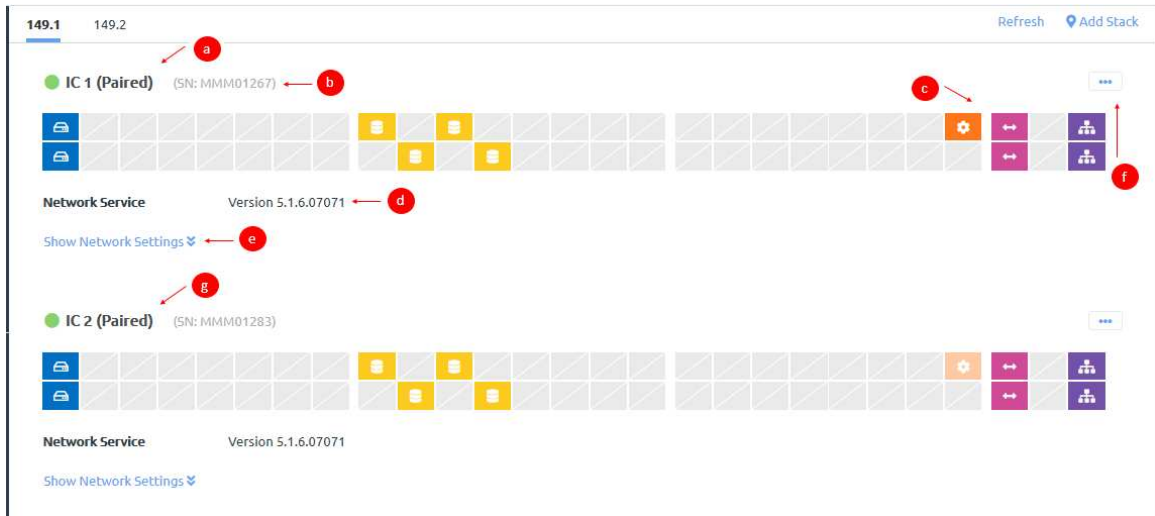 149.1 149.2 Refresh Add Stack
a
IC 1 (Paired) (SN: MMM01267) b
c
•••
f
Network Service Version 5.1.6.07071 d
Show Network Settings e
g
IC 2 (Paired) (SN: MMM01283)
•••
Network Service Version 5.1.6.07071
Show Network Settings